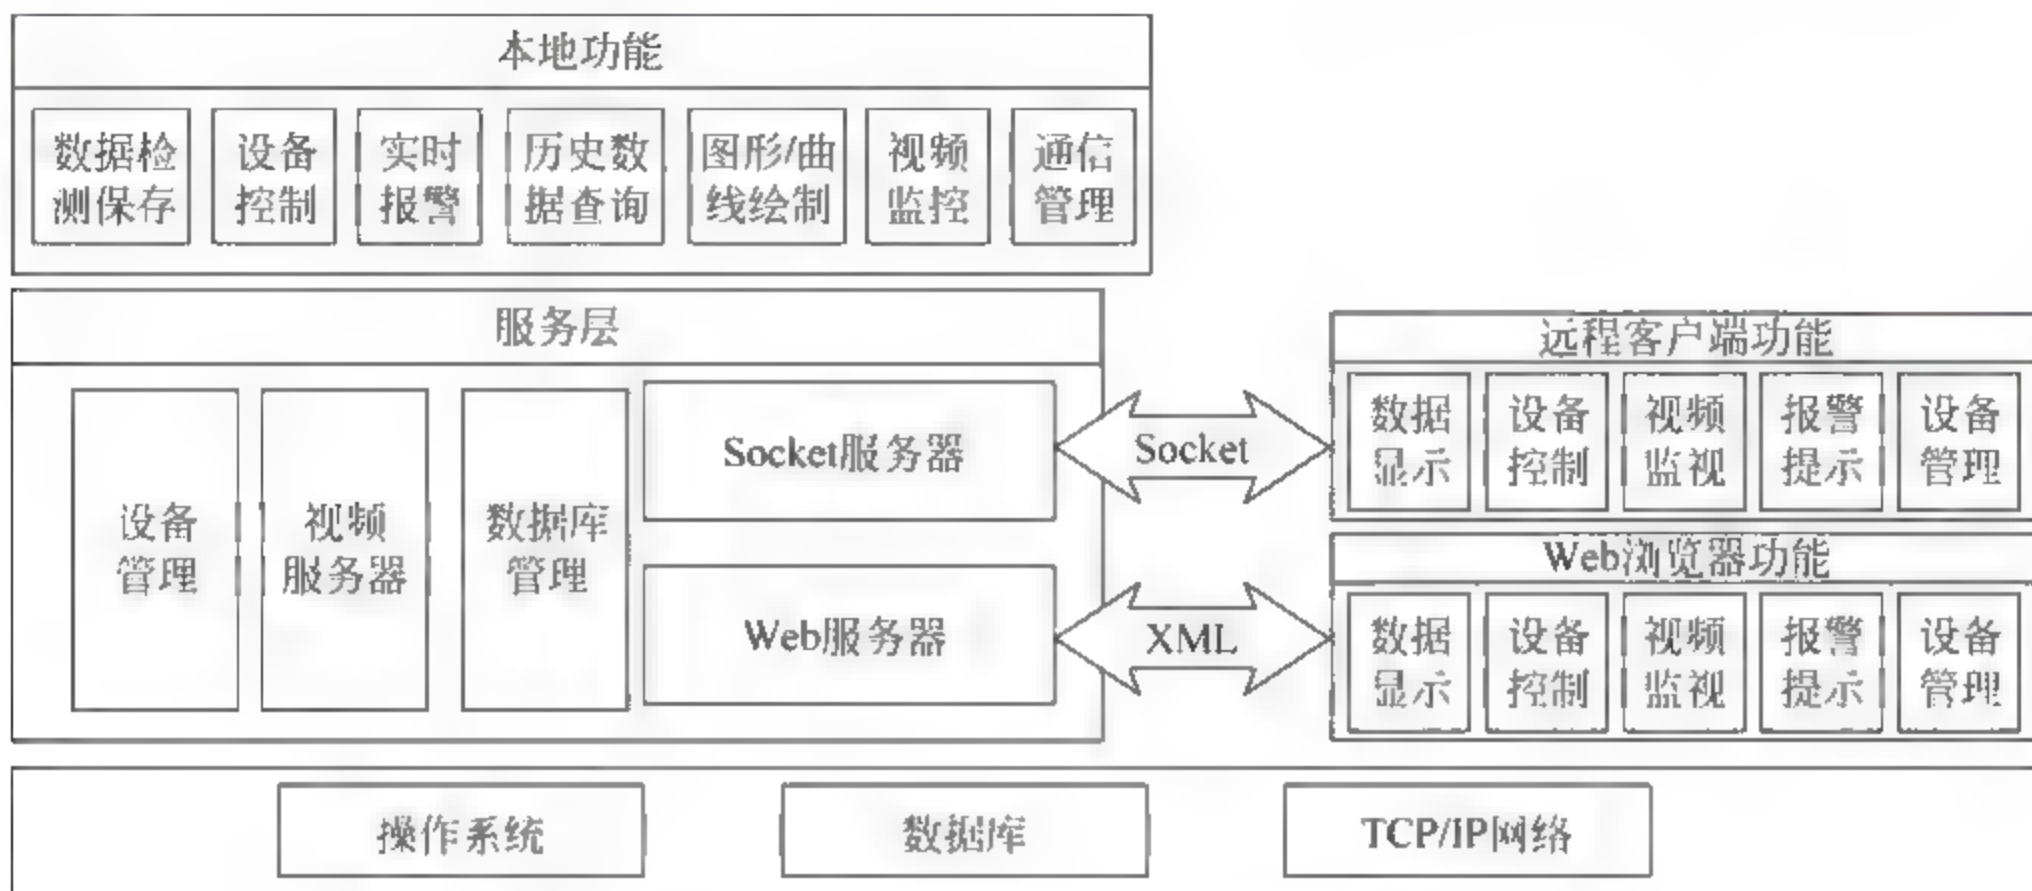 本地功能
数据检
测保存
设备
控制
实时
报警
历史数
据查询
图形/曲
线绘制
视频
监控
通信
管理
服务层
设备
管理
视频
服务器
数据库
管理
Socket服务器
Web服务器
Socket
XML
远程客户端功能
数据
显示
设备
控制
视频
监视
报警
提示
设备
管理
Web浏览器功能
数据
显示
设备
控制
视频
监视
报警
提示
设备
管理
操作系统
数据库
TCP/IP网络